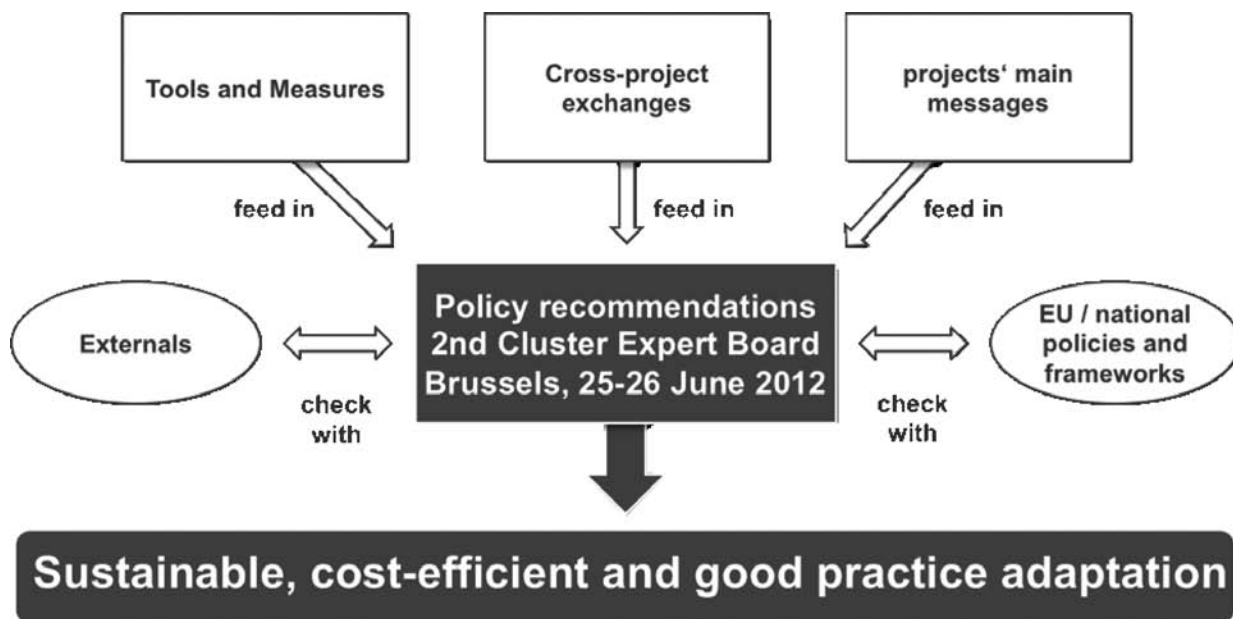 Tools and Measures
Cross-project
exchanges
projects‘ main
messages
feed in
feed in
feed in
Externals
check
with
Policy recommendations
2nd Cluster Expert Board
Brussels, 25-26 June 2012
check
with
EU / national
policies and
frameworks
Sustainable, cost-efficient and good practice adaptation